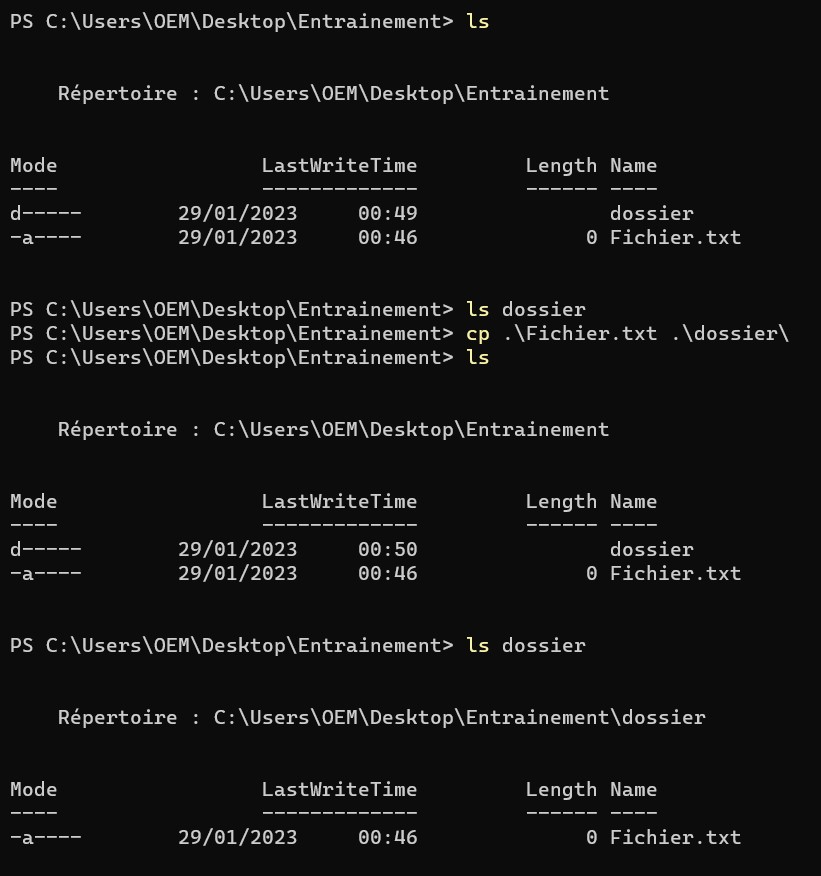 PS C:\Users\OEM\Desktop\Entrainement> ls
Répertoire : C:\Users\OEM\Desktop\Entrainement
Mode                 LastWriteTime         Length Name
----                 -------------         ------ ----
d-----        29/01/2023     00:49                dossier
-a----        29/01/2023     00:46              0 Fichier.txt
PS C:\Users\OEM\Desktop\Entrainement> ls dossier
PS C:\Users\OEM\Desktop\Entrainement> cp .\Fichier.txt .\dossier\
PS C:\Users\OEM\Desktop\Entrainement> ls
Répertoire : C:\Users\OEM\Desktop\Entrainement
Mode                 LastWriteTime         Length Name
----                 -------------         ------ ----
d-----        29/01/2023     00:50                dossier
-a----        29/01/2023     00:46              0 Fichier.txt
PS C:\Users\OEM\Desktop\Entrainement> ls dossier
Répertoire : C:\Users\OEM\Desktop\Entrainement\dossier
Mode                 LastWriteTime         Length Name
----                 -------------         ------ ----
-a----        29/01/2023     00:46              0 Fichier.txt